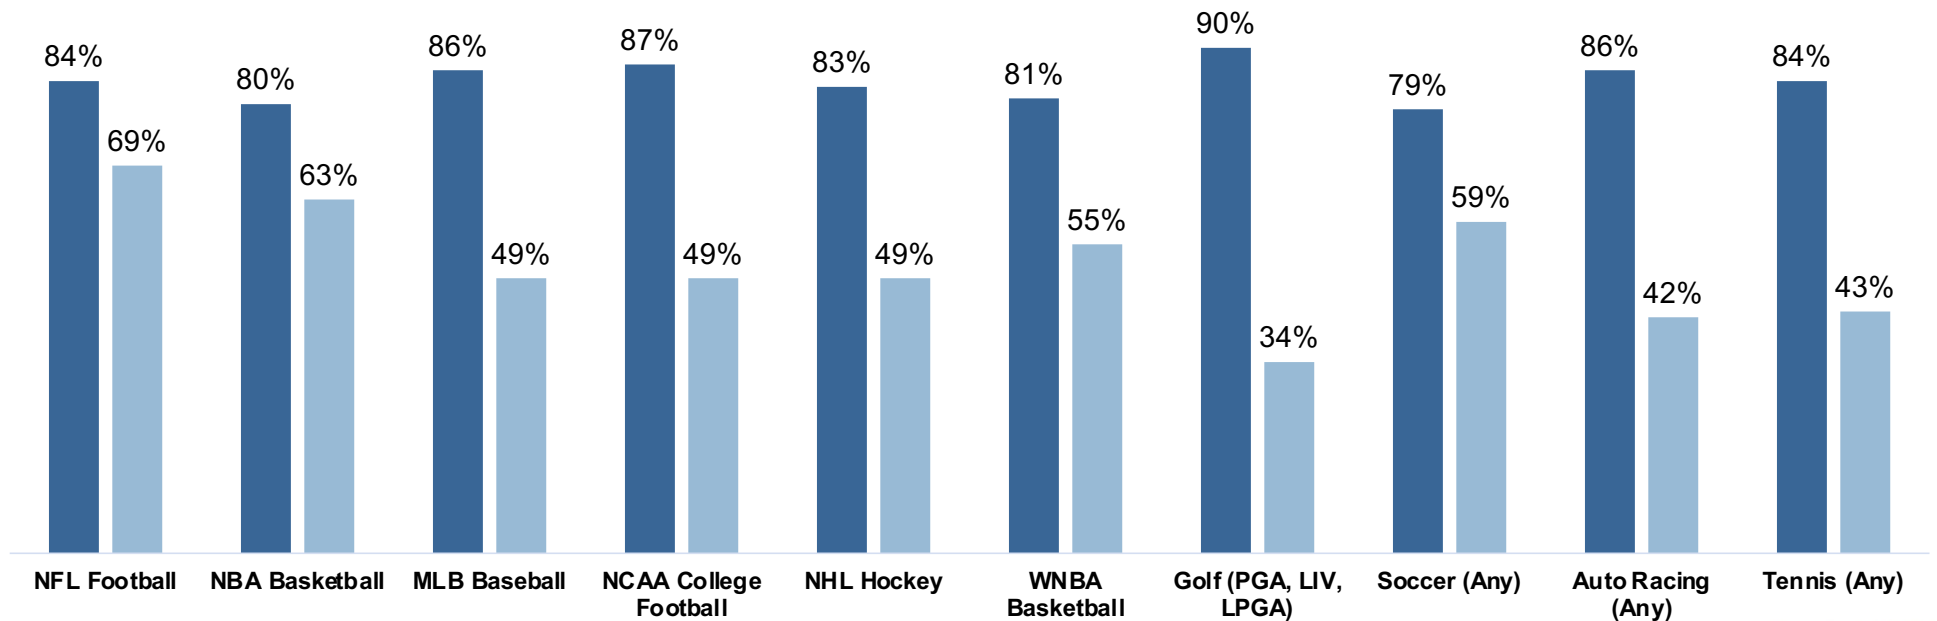 84%
69%
80%
63%
86%
49%
87%
49%
83%
49%
81%
55%
90%
34%
79%
59%
86%
42%
84%
43%
NFL Football
NBA Basketball
MLB Baseball
NCAA College
Football
NHL Hockey
WNBA
Basketball
Golf (PGA, LIV,
LPGA)
Soccer (Any)
Auto Racing
(Any)
Tennis (Any)